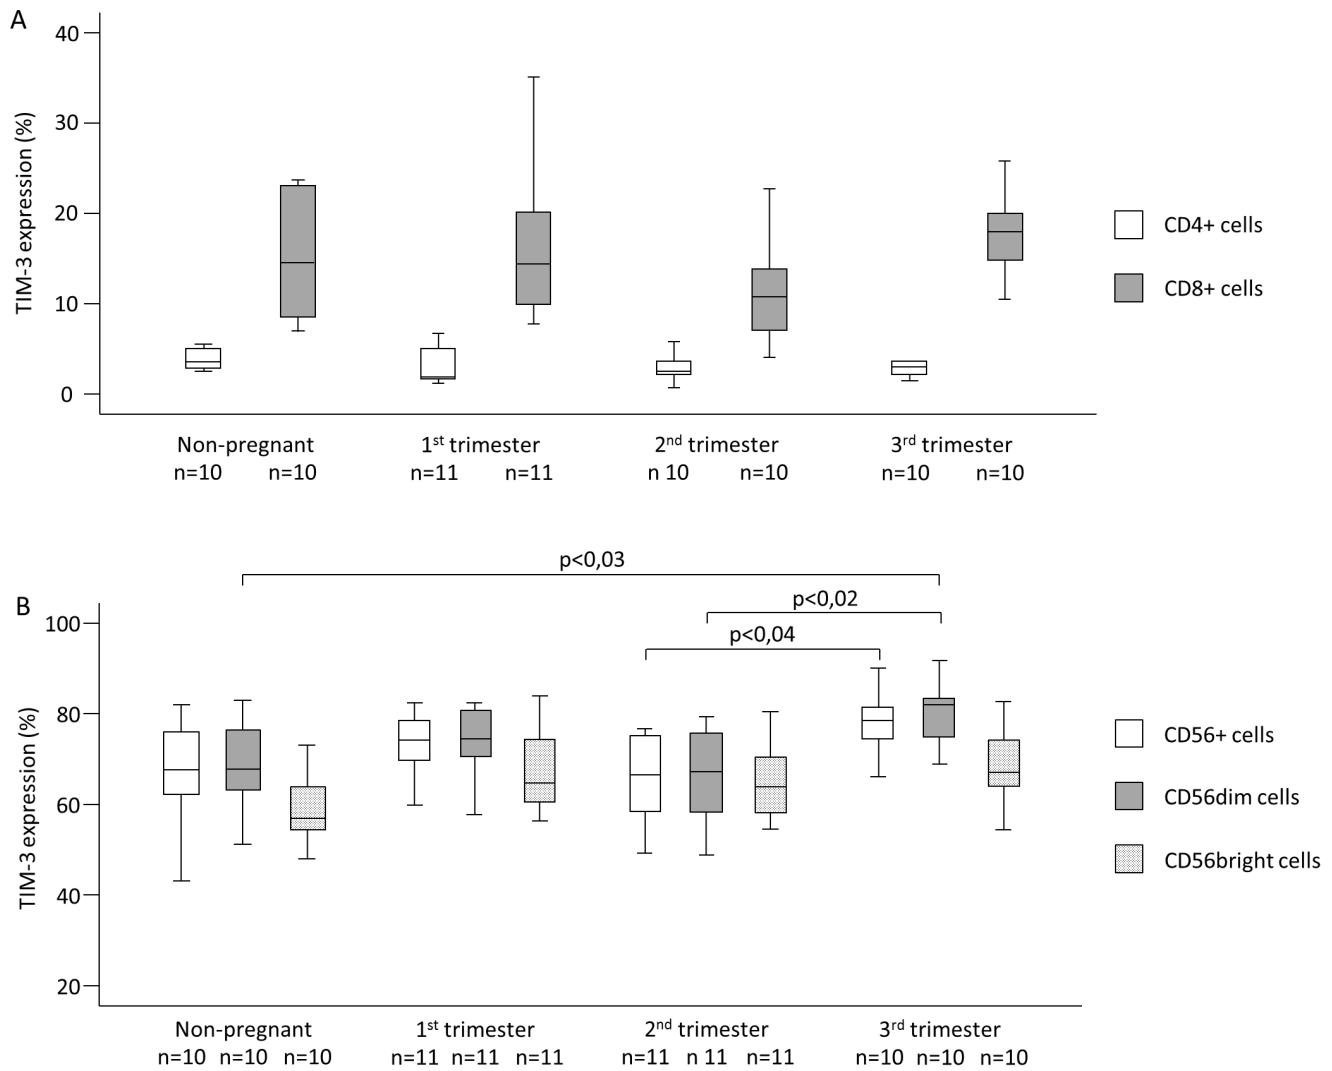 A
TIM-3 expression (%)
40
30
20
10
0
Non-pregnant 1st trimester 2nd trimester 3rd trimester
n=10 n=10 n=11 n=11 n 10 n=10 n=10 n=10
CD4+ cells
CD8+ cells
B
p<0,03
p<0,02
p<0,04
TIM-3 expression (%)
100
80
60
40
20
Non-pregnant 1st trimester 2nd trimester 3rd trimester
n=10 n=10 n=10 n=11 n=11 n=11 n=11 n 11 n=11 n=10 n=10 n=10
CD56+ cells
CD56dim cells
CD56bright cells